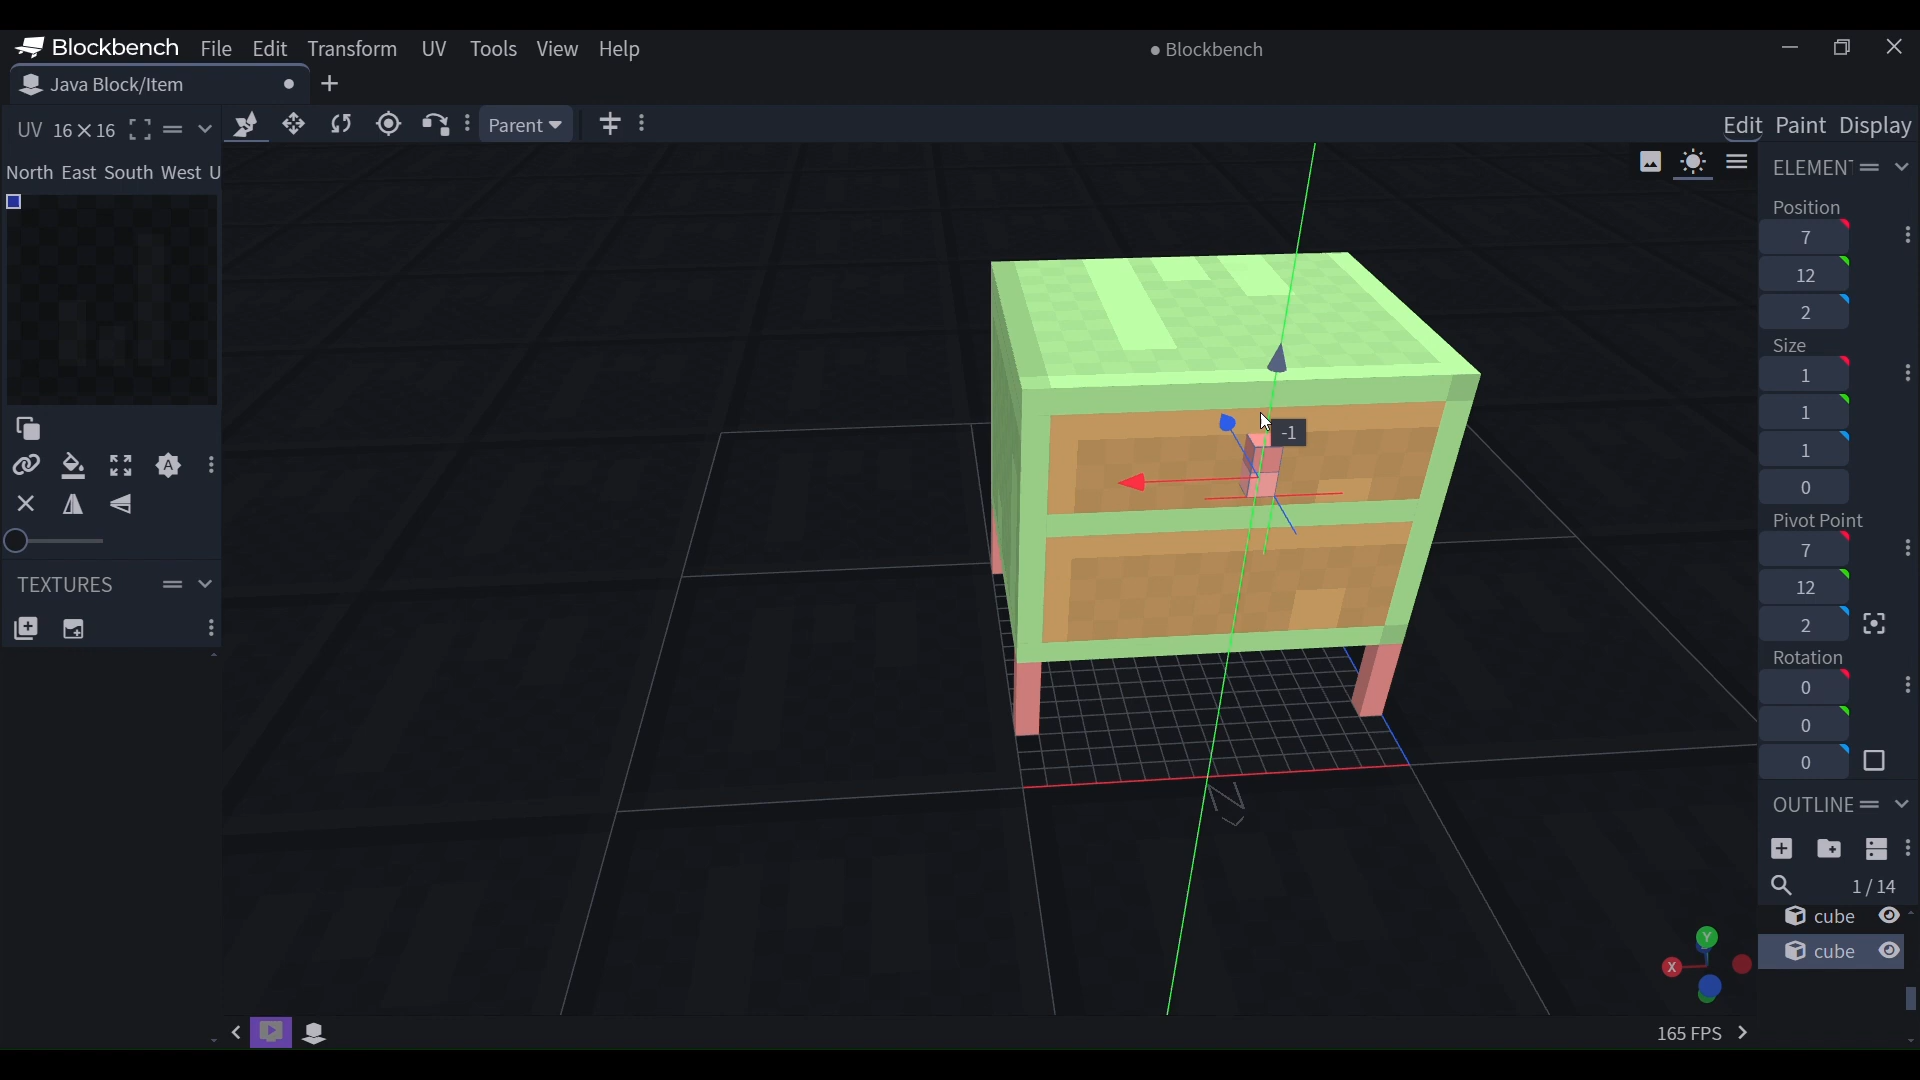 Blockbench File Edit Transform UV Tools View Help
● Blockbench
Java Block/Item
UV 16×16
Parent
Edit Paint Display
North East South West U
ELEMEN
Position
7
12
2
Size
1
1
1
0
Pivot Point
7
12
2
Rotation
0
0
0
-1
A
TEXTURES
OUTLINE
1/14
cube
cube
N
Y
X
165 FPS